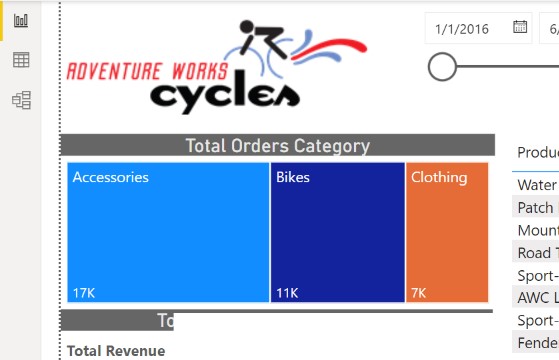 1/1/2016
6/
ADVENTURE WORKS
cycles
Total Orders Category
Accessories
Bikes
Clothing
17K
11K
7K
To
Total Revenue
Produ
Water
Patch
Mount
Road T
Sport-
AWC L
Sport-
Fende